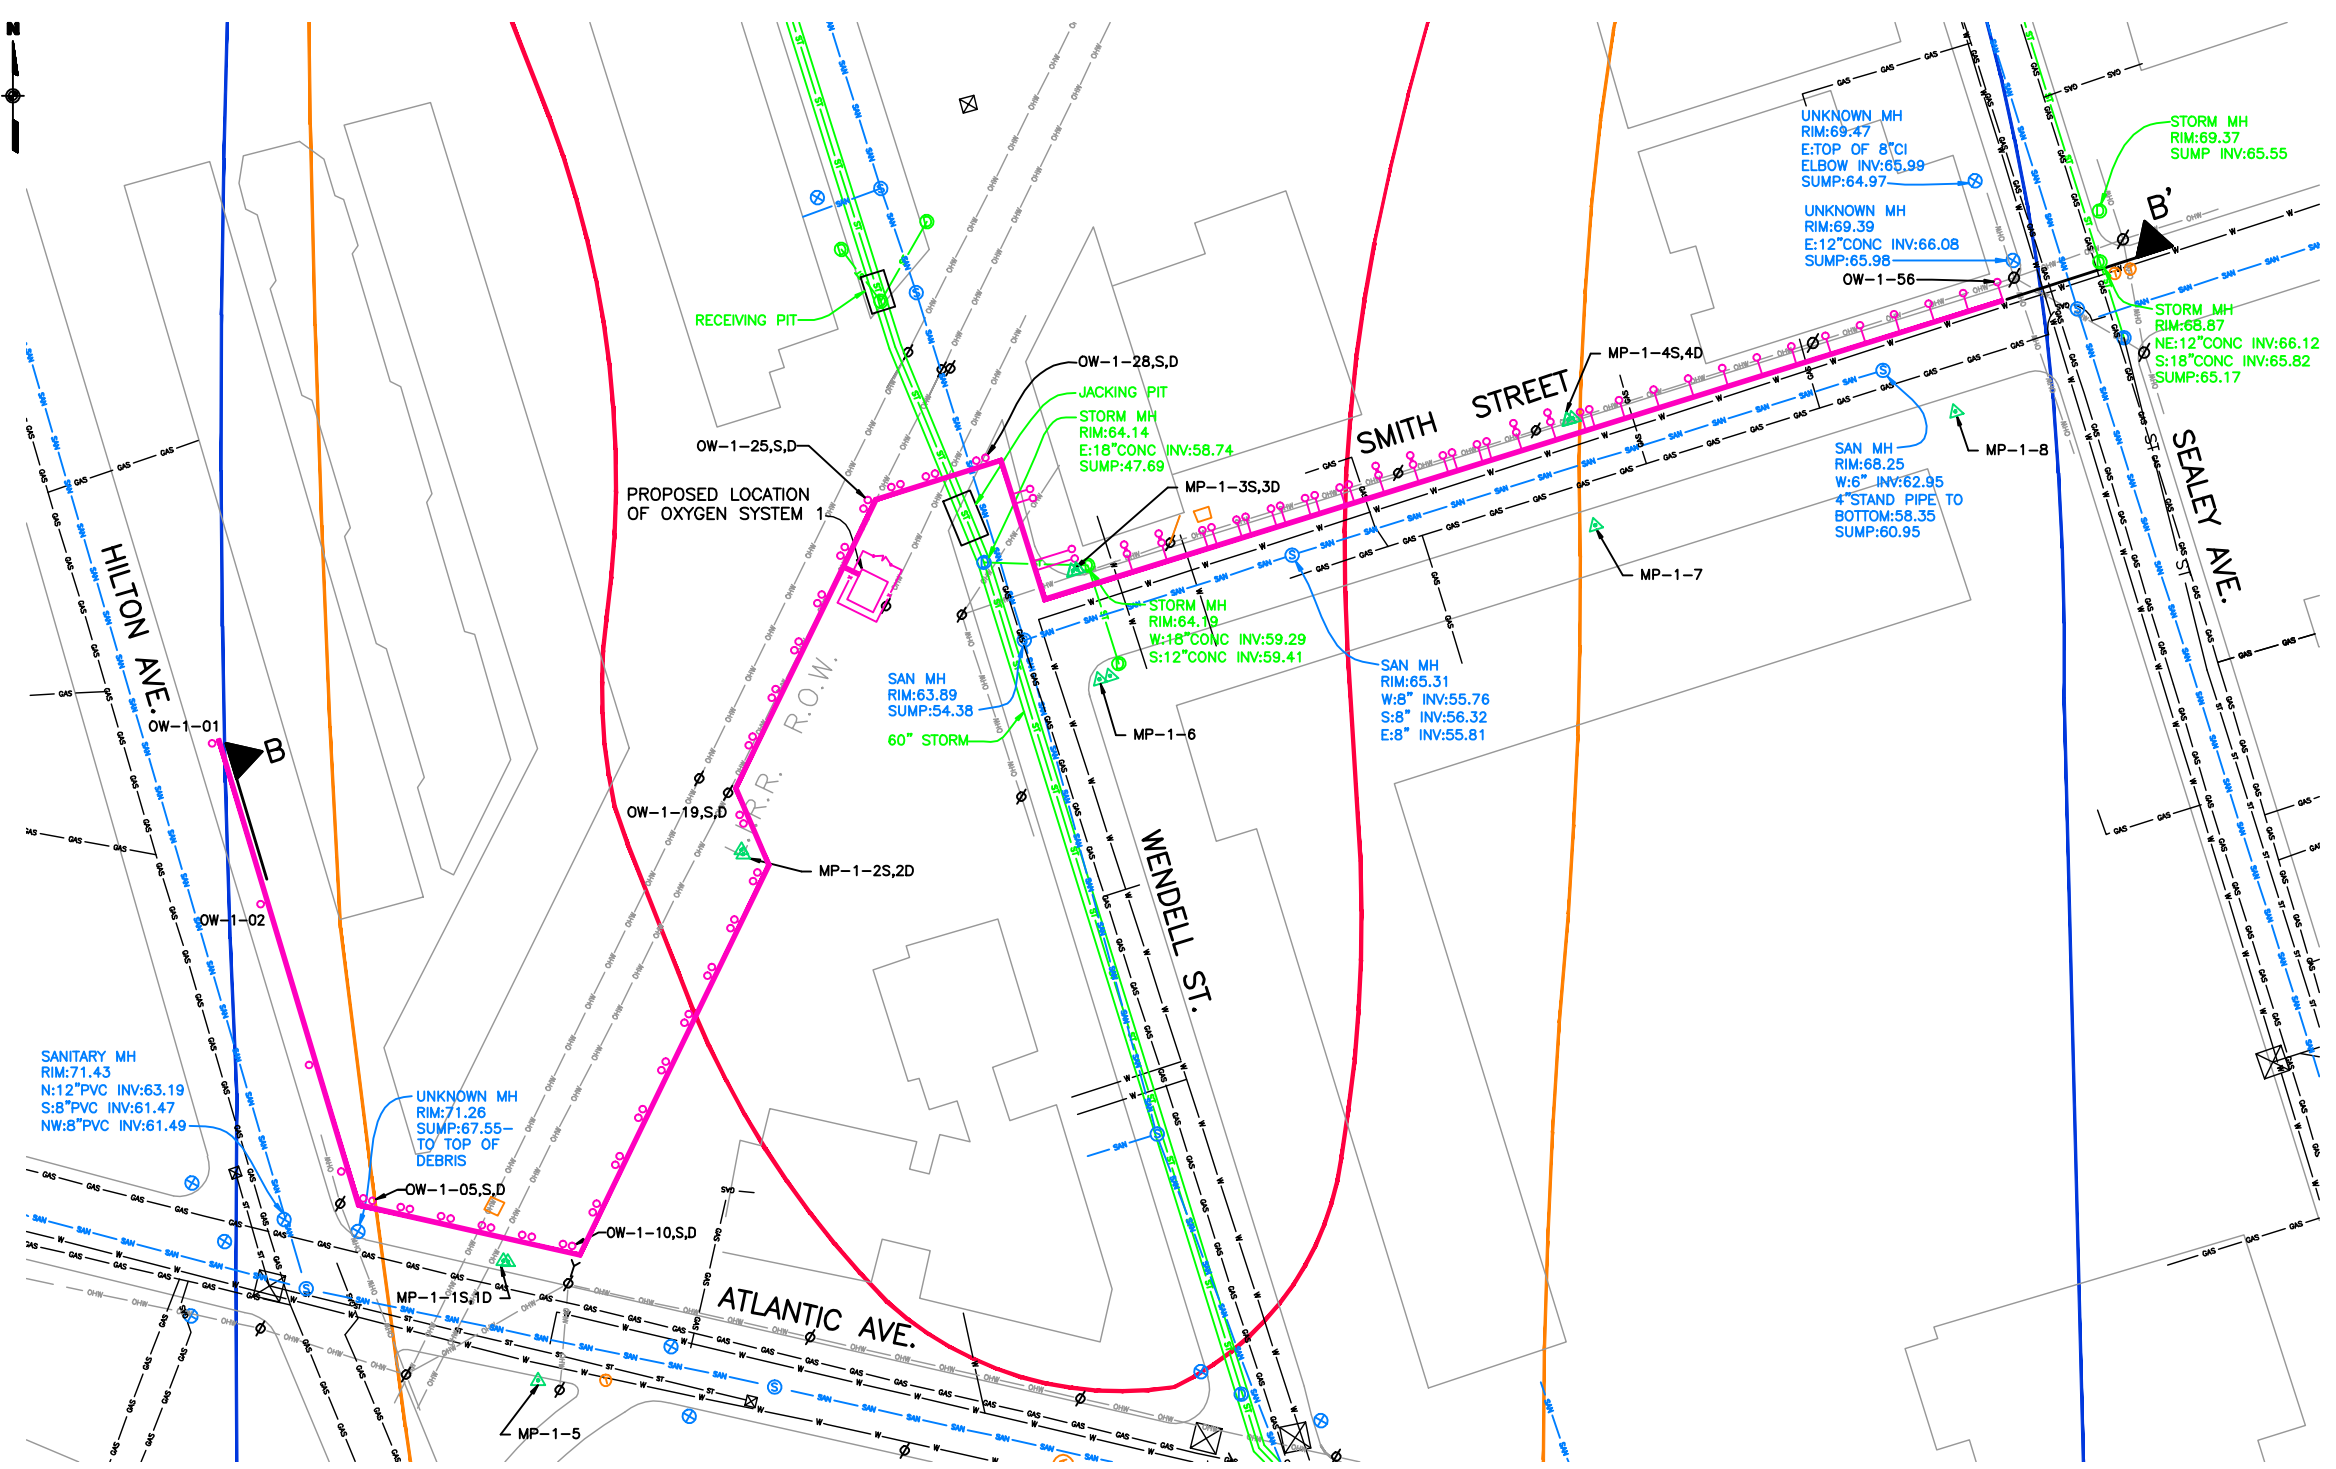 N
UNKNOWN MH
RIM:69.47
E:TOP OF 8"CI
ELBOW INV:65.99
SUMP:64.97
UNKNOWN MH
RIM:69.39
E:12"CONC INV:66.08
SUMP:65.98
OW-1-56
STORM MH
RIM:69.37
SUMP INV:65.55
B'
STORM MH
RIM:68.87
NE:12"CONC INV:66.12
S:18"CONC INV:65.82
SUMP:65.17
RECEIVING PIT
OW-1-28,S,D
JACKING PIT
STORM MH
RIM:64.14
E:18"CONC INV:58.74
SUMP:47.69
MP-1-4S,4D
SMITH STREET
OW-1-25,S,D
PROPOSED LOCATION
OF OXYGEN SYSTEM 1
MP-1-3S,3D
SAN MH
RIM:68.25
W:6" INV:62.95
4"STAND PIPE TO
BOTTOM:58.35
SUMP:60.95
MP-1-8
SEALEY AVE.
MP-1-7
HILTON AVE.
STORM MH
RIM:64.19
W:18"CONC INV:59.29
S:12"CONC INV:59.41
SAN MH
RIM:63.89
SUMP:54.38
60" STORM
SAN MH
RIM:65.31
W:8" INV:55.76
S:8" INV:56.32
E:8" INV:55.81
MP-1-6
R.O.W.
OW-1-01
B
OW-1-19,S,D
MP-1-2S,2D
WENDELL ST.
OW-1-02
SANITARY MH
RIM:71.43
N:12"PVC INV:63.19
S:8"PVC INV:61.47
NW:8"PVC INV:61.49
UNKNOWN MH
RIM:71.26
SUMP:67.55-
TO TOP OF
DEBRIS
OW-1-05,S,D
OW-1-10,S,D
MP-1-1S,1D
ATLANTIC AVE.
MP-1-5
GAS
SAN
OHW
ST
W